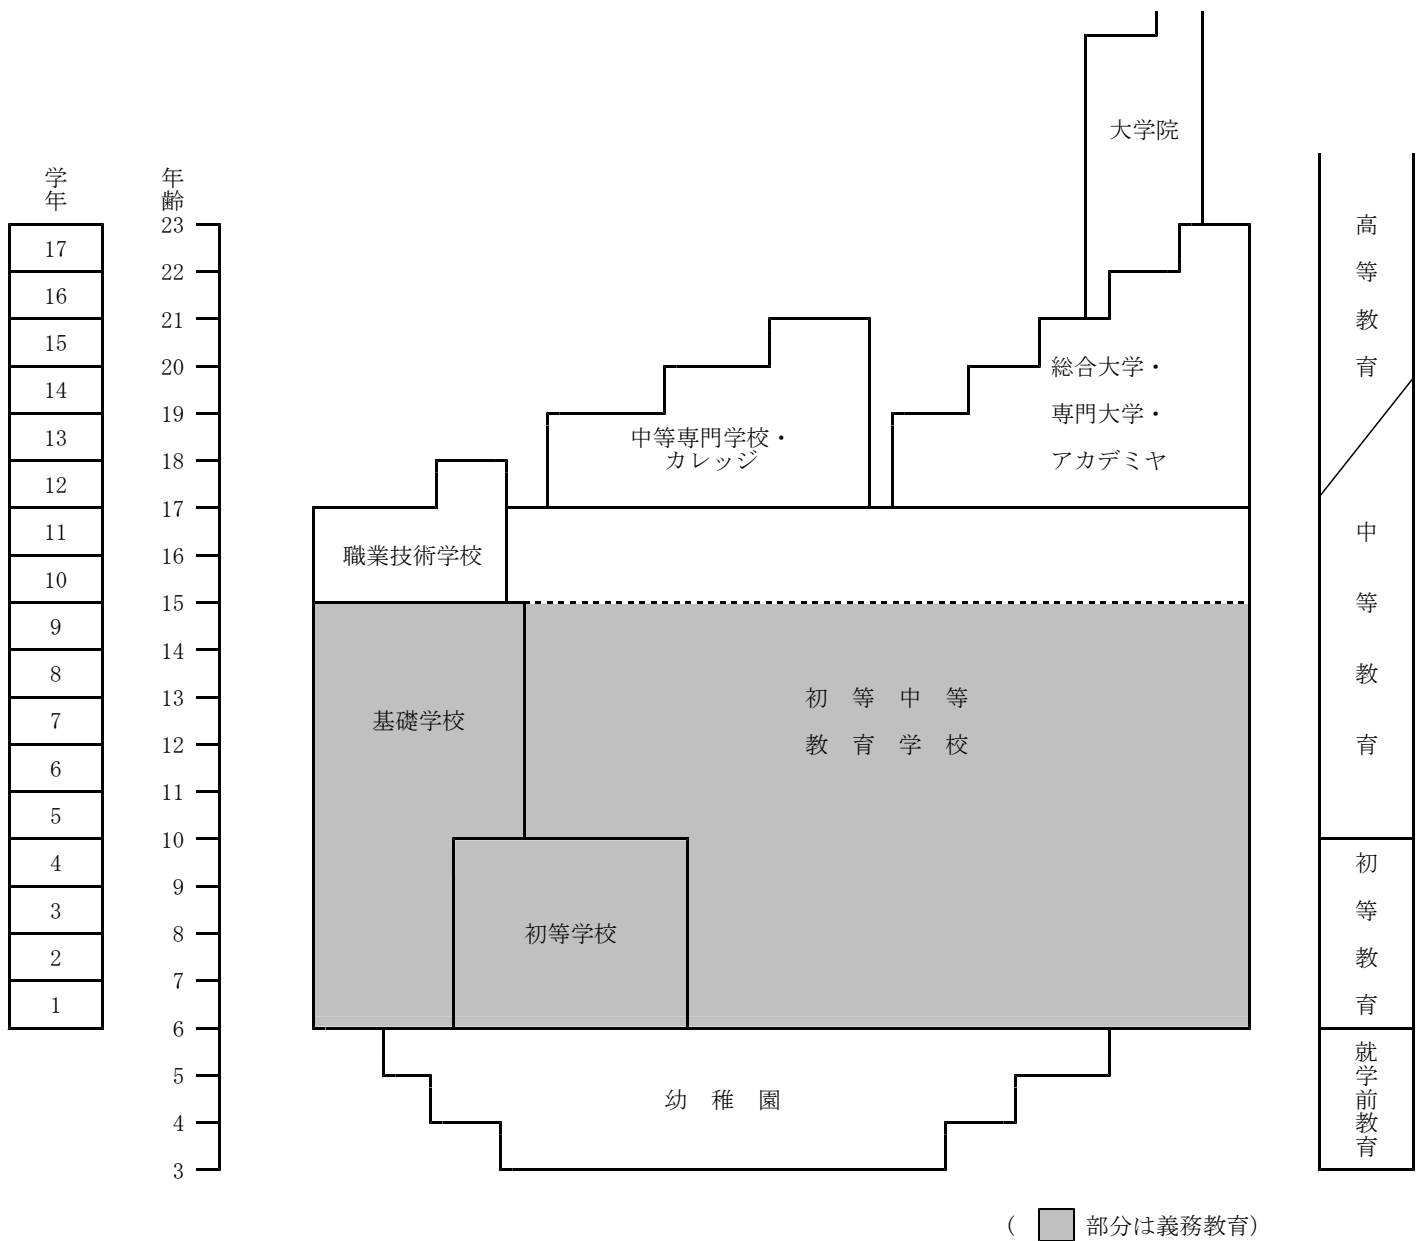 大学院
学年
年齢
23
17
22
16
21
15
20
14
19
13
18
12
17
11
16
10
15
9
14
8
13
7
12
6
11
5
10
4
9
3
8
2
7
1
6
5
4
3
総合大学・
専門大学・
アカデミヤ
中等専門学校・
カレッジ
職業技術学校
基礎学校
初等中等
教育学校
初等学校
幼稚園
高等教育
中等教育
初等教育
就学前教育
( 部分は義務教育)